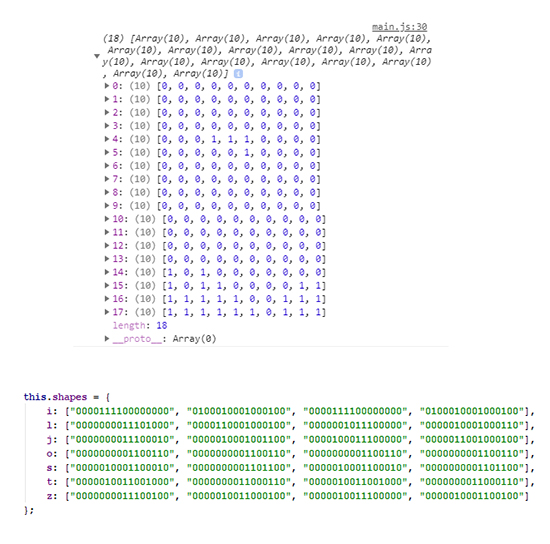 main.js:30
(18) [Array(10), Array(10), Array(10), Array(10), Array(10),
Array(10), Array(10), Array(10), Array(10), Array(10), Arra
y(10), Array(10), Array(10), Array(10), Array(10), Array(10)
, Array(10), Array(10)] i
0: (10) [0, 0, 0, 0, 0, 0, 0, 0, 0, 0]
1: (10) [0, 0, 0, 0, 0, 0, 0, 0, 0, 0]
2: (10) [0, 0, 0, 0, 0, 0, 0, 0, 0, 0]
3: (10) [0, 0, 0, 0, 0, 0, 0, 0, 0, 0]
4: (10) [0, 0, 0, 1, 1, 1, 0, 0, 0, 0]
5: (10) [0, 0, 0, 0, 0, 1, 0, 0, 0, 0]
6: (10) [0, 0, 0, 0, 0, 0, 0, 0, 0, 0]
7: (10) [0, 0, 0, 0, 0, 0, 0, 0, 0, 0]
8: (10) [0, 0, 0, 0, 0, 0, 0, 0, 0, 0]
9: (10) [0, 0, 0, 0, 0, 0, 0, 0, 0, 0]
10: (10) [0, 0, 0, 0, 0, 0, 0, 0, 0, 0]
11: (10) [0, 0, 0, 0, 0, 0, 0, 0, 0, 0]
12: (10) [0, 0, 0, 0, 0, 0, 0, 0, 0, 0]
13: (10) [0, 0, 0, 0, 0, 0, 0, 0, 0, 0]
14: (10) [1, 0, 1, 0, 0, 0, 0, 0, 0, 0]
15: (10) [1, 0, 1, 1, 0, 0, 0, 0, 1, 1]
16: (10) [1, 1, 1, 1, 1, 0, 0, 1, 1, 1]
17: (10) [1, 1, 1, 1, 1, 1, 0, 1, 1, 1]
length: 18
__proto__: Array(0)
this.shapes = {
i: ["0000111100000000", "0100010001000100", "0000111100000000", "0100010001000100"],
l: ["0000000011101000", "0000110001000100", "0000001011100000", "0000100010001100"],
j: ["0000000011100010", "0000010001001100", "0000100011100000", "0000011001000100"],
o: ["0000000001100110", "0000000001100110", "0000000001100110", "0000000001100110"],
s: ["0000010001100010", "0000000001101100", "0000010001100010", "0000000001101100"],
t: ["0000010011001000", "0000000011000110", "0000010011001000", "0000000011000110"],
z: ["0000000011100100", "0000010011000100", "0000010011100000", "0000010001100100"]
};